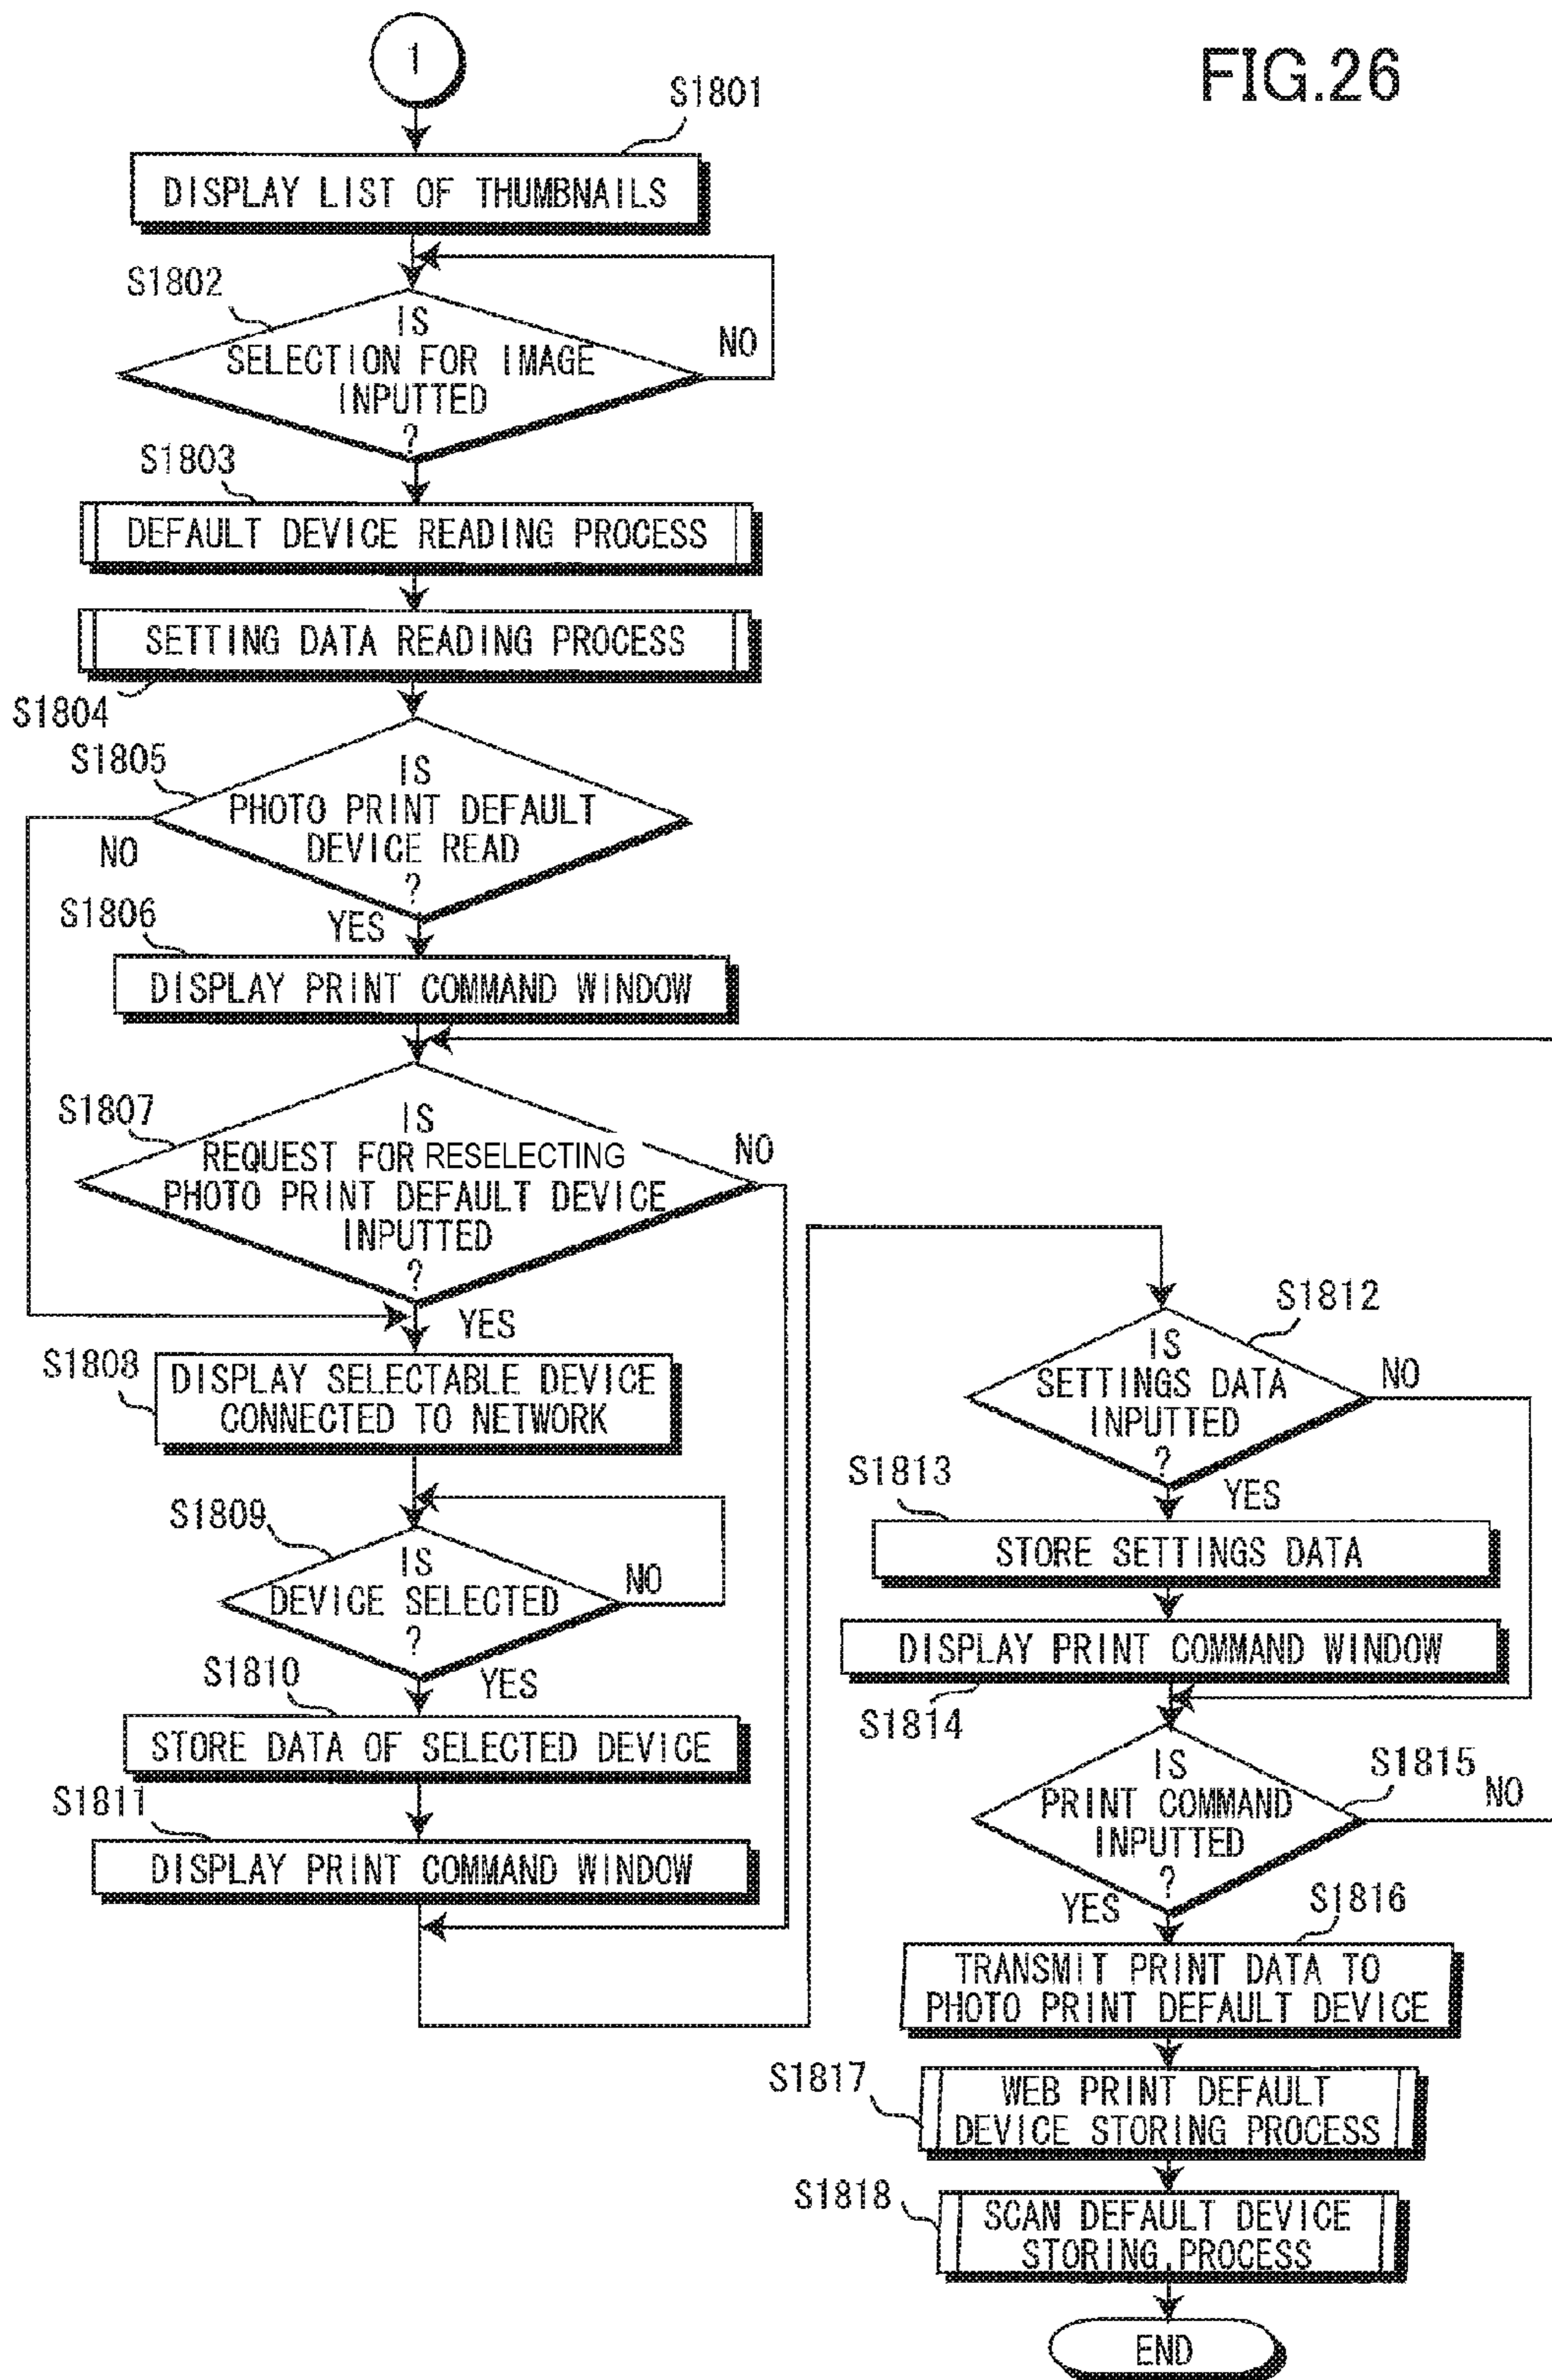 FIG.26
1
S1801
DISPLAY LIST OF THUMBNAILS
S1802
IS
SELECTION FOR IMAGE
INPUTTED
?
NO
S1803
DEFAULT DEVICE READING PROCESS
SETTING DATA READING PROCESS
S1804
S1805
IS
PHOTO PRINT DEFAULT
DEVICE READ
?
NO
YES
S1806
DISPLAY PRINT COMMAND WINDOW
S1807
IS
REQUEST FOR RESELECTING
PHOTO PRINT DEFAULT DEVICE
INPUTTED
?
NO
YES
S1808
DISPLAY SELECTABLE DEVICE
CONNECTED TO NETWORK
S1809
IS
DEVICE SELECTED
?
NO
YES
S1810
STORE DATA OF SELECTED DEVICE
S1811
DISPLAY PRINT COMMAND WINDOW
S1812
IS
SETTINGS DATA
INPUTTED
?
NO
YES
S1813
STORE SETTINGS DATA
DISPLAY PRINT COMMAND WINDOW
S1814
IS
PRINT COMMAND
INPUTTED
?
S1815
NO
YES
S1816
TRANSMIT PRINT DATA TO
PHOTO PRINT DEFAULT DEVICE
S1817
WEB PRINT DEFAULT
DEVICE STORING PROCESS
S1818
SCAN DEFAULT DEVICE
STORING PROCESS
END